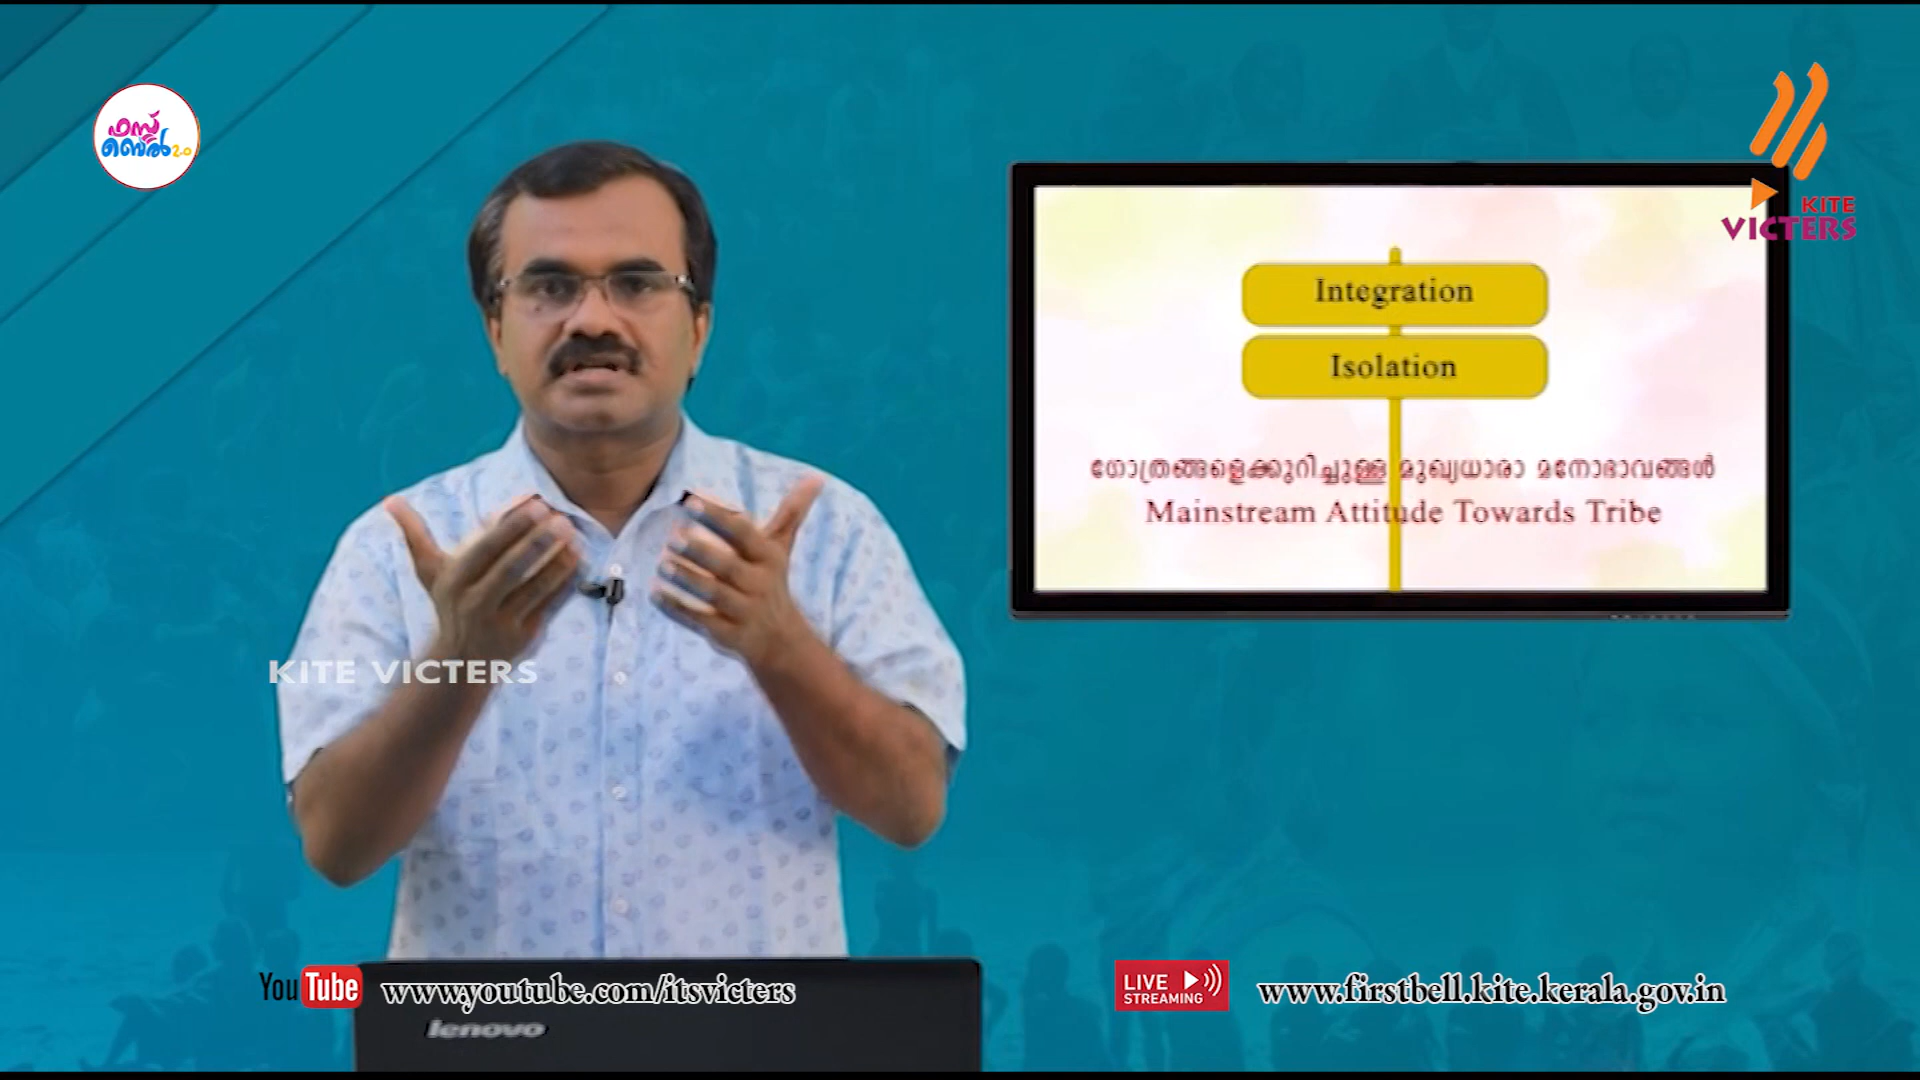 ഫസ്റ്റ്
ബെൽ 2.0
KITE
VICTERS
Integration
Isolation
ഗോത്രങ്ങളെക്കുറിച്ചുള്ള മുഖ്യധാരാ മനോഭാവങ്ങൾ
Mainstream Attitude Towards Tribe
KITE VICTERS
YouTube www.youtube.com/itsvicters
LIVE STREAMING www.firstbell.kite.kerala.gov.in
lenovo